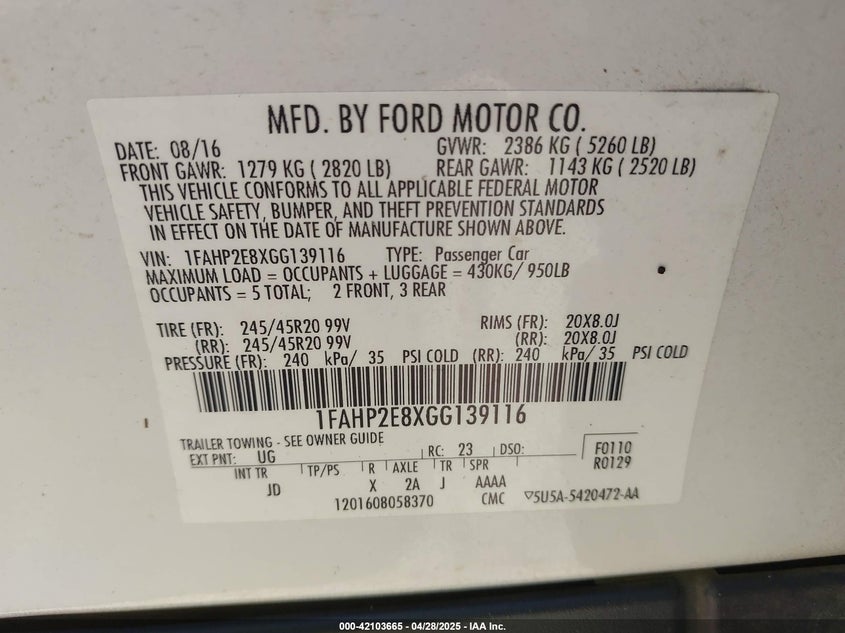 MFD. BY FORD MOTOR CO.
DATE: 08/16 GVWR: 2386 KG ( 5260 LB)
FRONT GAWR: 1279 KG ( 2820 LB) REAR GAWR: 1143 KG ( 2520 LB)
THIS VEHICLE CONFORMS TO ALL APPLICABLE FEDERAL MOTOR
VEHICLE SAFETY, BUMPER, AND THEFT PREVENTION STANDARDS
IN EFFECT ON THE DATE OF MANUFACTURE SHOWN ABOVE.
VIN: 1FAHP2E8XGG139116 TYPE: Passenger Car
MAXIMUM LOAD = OCCUPANTS + LUGGAGE = 430KG/ 950LB
OCCUPANTS = 5 TOTAL; 2 FRONT, 3 REAR
TIRE (FR): 245/45R20 99V RIMS (FR): 20X8.0J
(RR): 245/45R20 99V (RR): 20X8.0J
PRESSURE (FR): 240 kPa/ 35 PSI COLD (RR): 240 kPa/ 35 PSI COLD
1FAHP2E8XGG139116
TRAILER TOWING - SEE OWNER GUIDE
EXT PNT: UG RC: 23 DSO: F0110
R0129
INT TR TP/PS R AXLE TR SPR
JD X 2A J AAAA
1201608058370 CMC ▽5U5A-5420472-AA
000-42103665 / 04/28/2025 - IAA Inc.